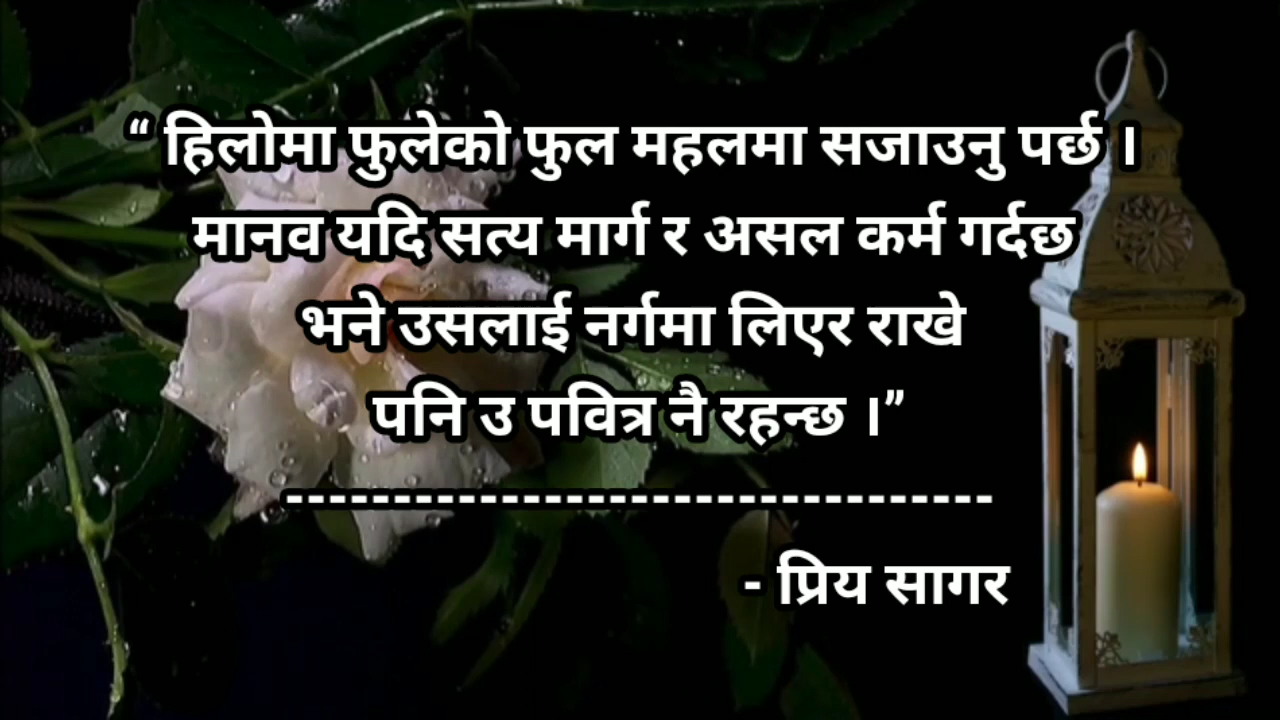 “ हिलोमा फुलेको फुल महलमा सजाउनु पर्छ ।
मानव यदि सत्य मार्ग र असल कर्म गर्दछ
भने उसलाई नर्गमा लिएर राखे
पनि उ पवित्र नै रहन्छ ।”
---------------------------------
- प्रिय सागर